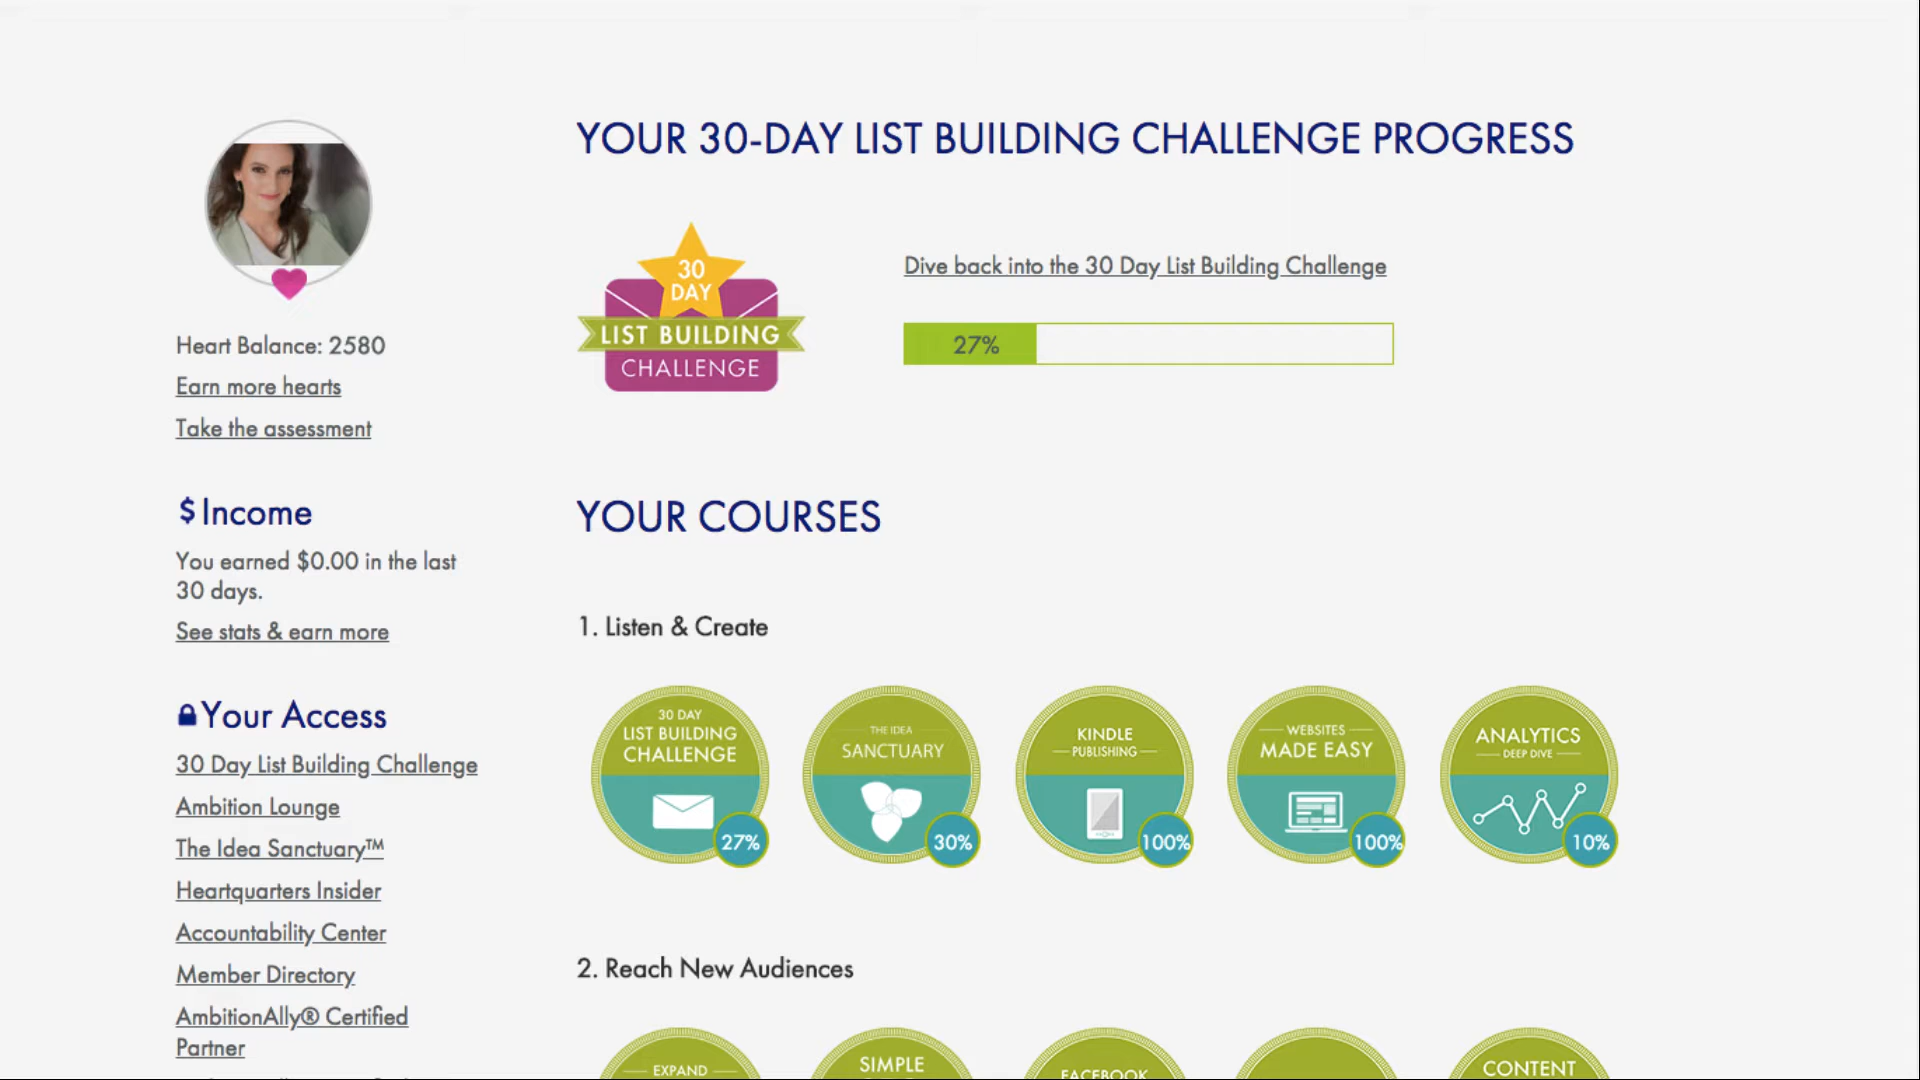 YOUR 30-DAY LIST BUILDING CHALLENGE PROGRESS
30
DAY
LIST BUILDING
CHALLENGE
Dive back into the 30 Day List Building Challenge
27%
Heart Balance: 2580
Earn more hearts
Take the assessment
$ Income
You earned $0.00 in the last
30 days.
See stats & earn more
Your Access
30 Day List Building Challenge
Ambition Lounge
The Idea Sanctuary™
Heartquarters Insider
Accountability Center
Member Directory
AmbitionAlly® Certified
Partner
YOUR COURSES
1. Listen & Create
30 DAY
LIST BUILDING
CHALLENGE
27%
THE IDEA
SANCTUARY
30%
KINDLE
PUBLISHING
100%
WEBSITES
MADE EASY
100%
ANALYTICS
DEEP DIVE
10%
2. Reach New Audiences
EXPAND
SIMPLE
FACEBOOK
CONTENT